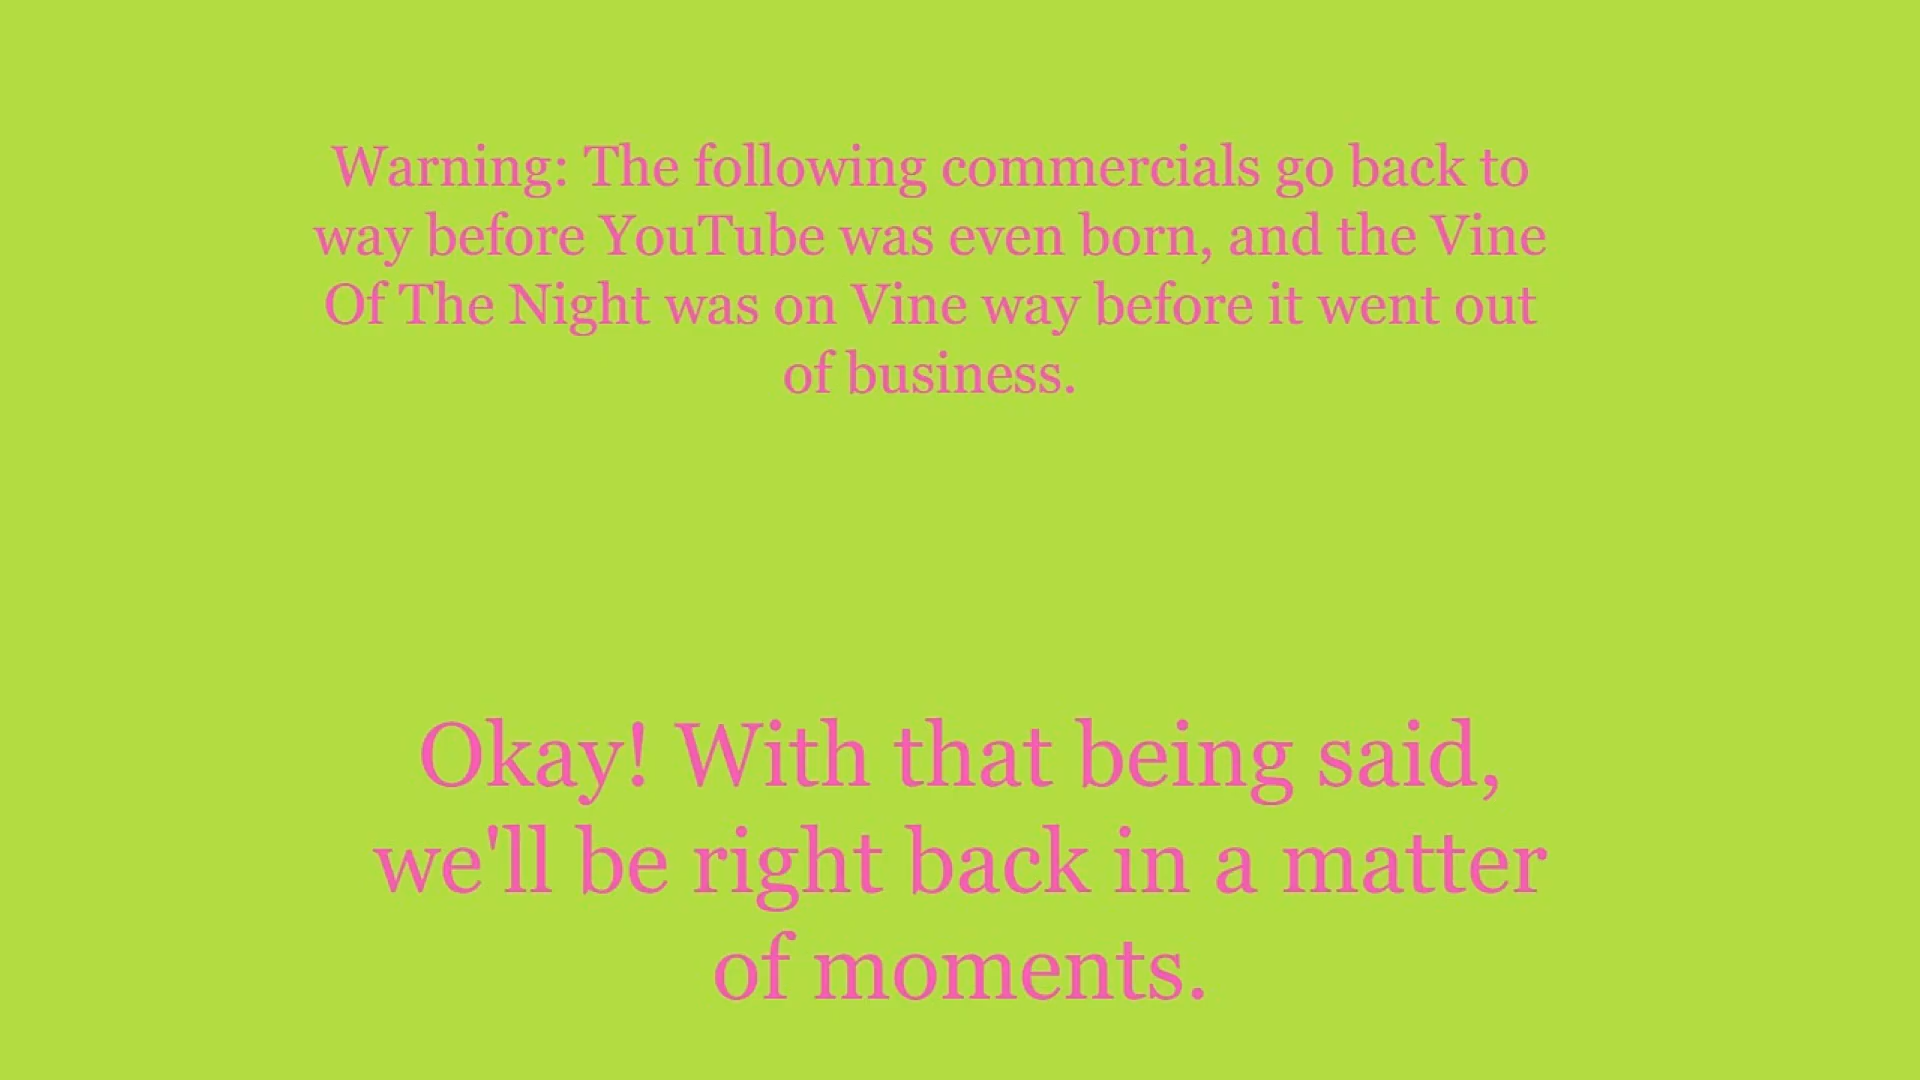 Warning: The following commercials go back to
way before YouTube was even born, and the Vine
Of The Night was on Vine way before it went out
of business.
Okay! With that being said,
we'll be right back in a matter
of moments.